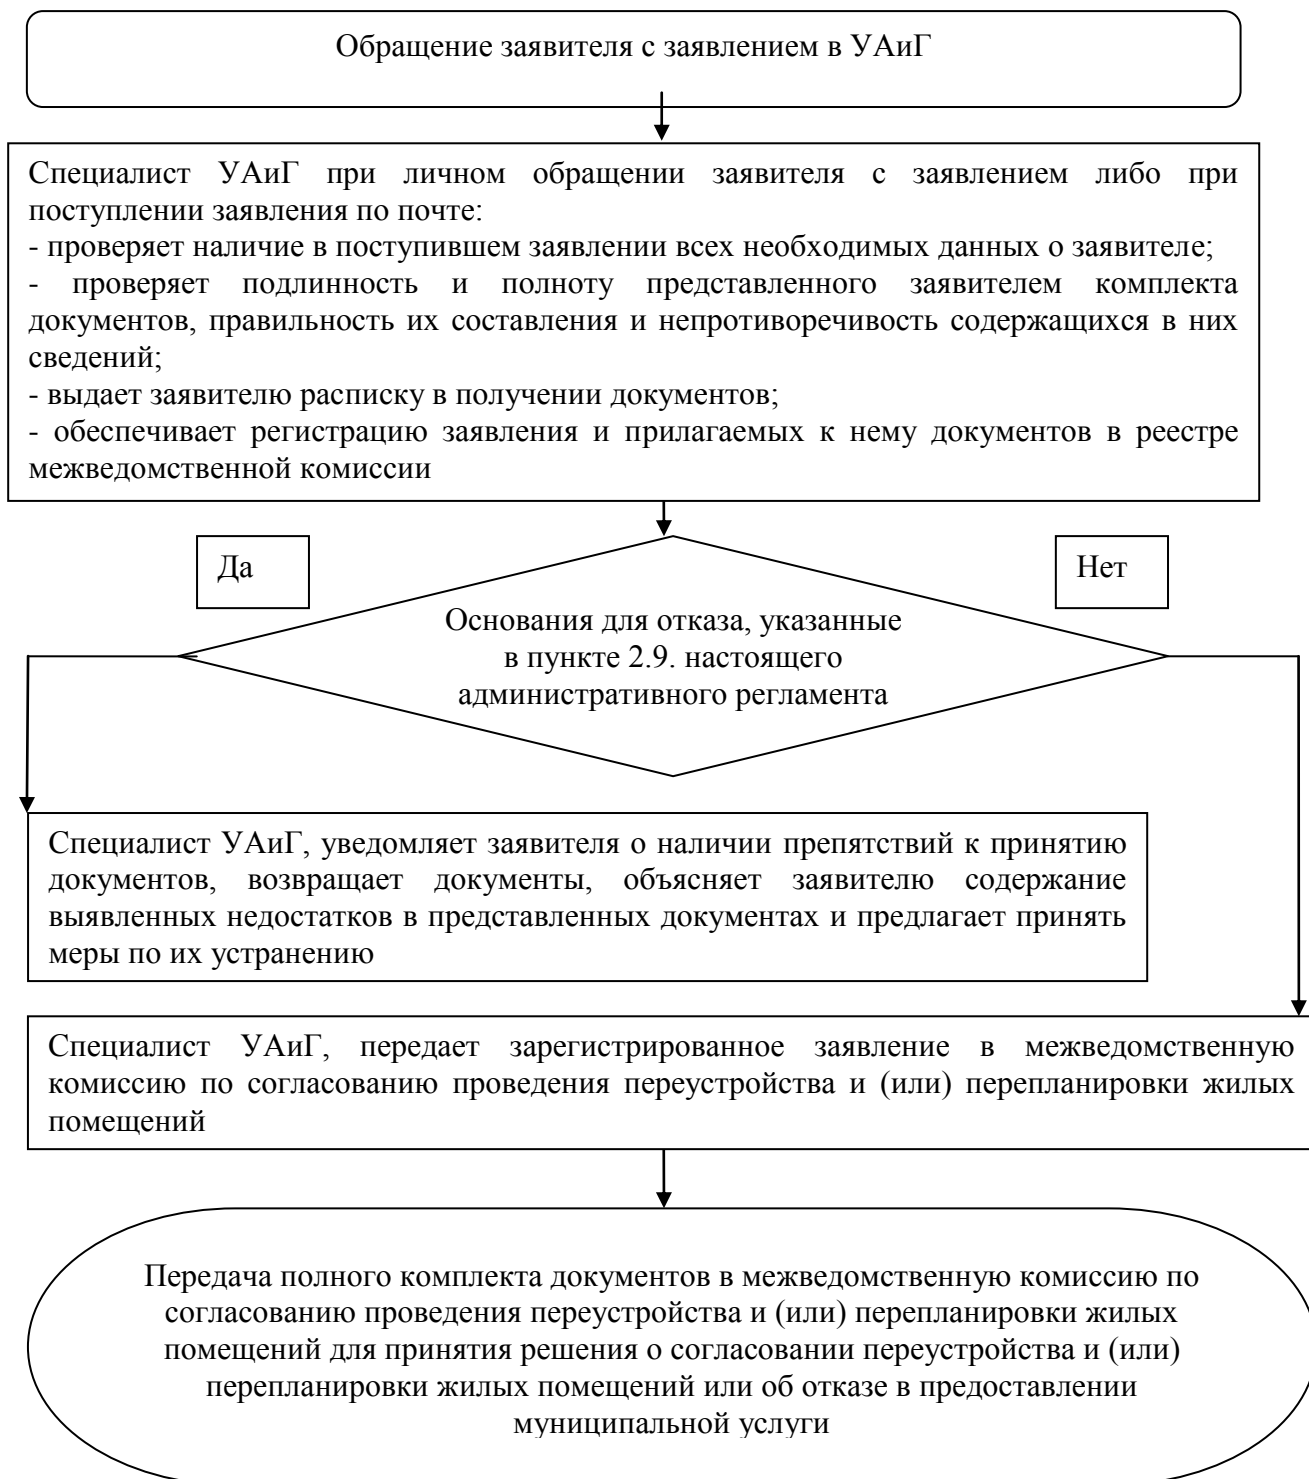 Обращение заявителя с заявлением в УАиГ
Специалист УАиГ при личном обращении заявителя с заявлением либо при
поступлении заявления по почте:
- проверяет наличие в поступившем заявлении всех необходимых данных о заявителе;
- проверяет подлинность и полноту представленного заявителем комплекта
документов, правильность их составления и непротиворечивость содержащихся в них
сведений;
- выдает заявителю расписку в получении документов;
- обеспечивает регистрацию заявления и прилагаемых к нему документов в реестре
межведомственной комиссии
Да
Нет
Основания для отказа, указанные
в пункте 2.9. настоящего
административного регламента
Специалист УАиГ, уведомляет заявителя о наличии препятствий к принятию
документов, возвращает документы, объясняет заявителю содержание
выявленных недостатков в представленных документах и предлагает принять
меры по их устранению
Специалист УАиГ, передает зарегистрированное заявление в межведомственную
комиссию по согласованию проведения переустройства и (или) перепланировки жилых
помещений
Передача полного комплекта документов в межведомственную комиссию по
согласованию проведения переустройства и (или) перепланировки жилых
помещений для принятия решения о согласовании переустройства и (или)
перепланировки жилых помещений или об отказе в предоставлении
муниципальной услуги